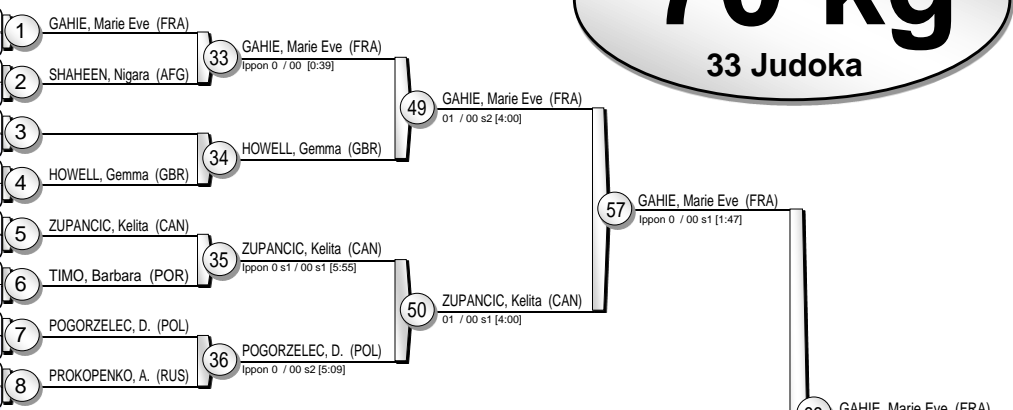 70 kg
33 Judoka
1
GAHIE, Marie Eve (FRA)
2
SHAHEEN, Nigara (AFG)
3
4
HOWELL, Gemma (GBR)
5
ZUPANCIC, Kelita (CAN)
6
TIMO, Barbara (POR)
7
POGORZELEC, D. (POL)
8
PROKOPENKO, A. (RUS)
33
GAHIE, Marie Eve (FRA)
Ippon 0 / 00 [0:39]
34
HOWELL, Gemma (GBR)
35
ZUPANCIC, Kelita (CAN)
Ippon 0 s1 / 00 s1 [5:55]
36
POGORZELEC, D. (POL)
Ippon 0 / 00 s2 [5:09]
49
GAHIE, Marie Eve (FRA)
01 / 00 s2 [4:00]
50
ZUPANCIC, Kelita (CAN)
01 / 00 s1 [4:00]
57
GAHIE, Marie Eve (FRA)
Ippon 0 / 00 s1 [1:47]
GAHIE, Marie Eve (FRA)